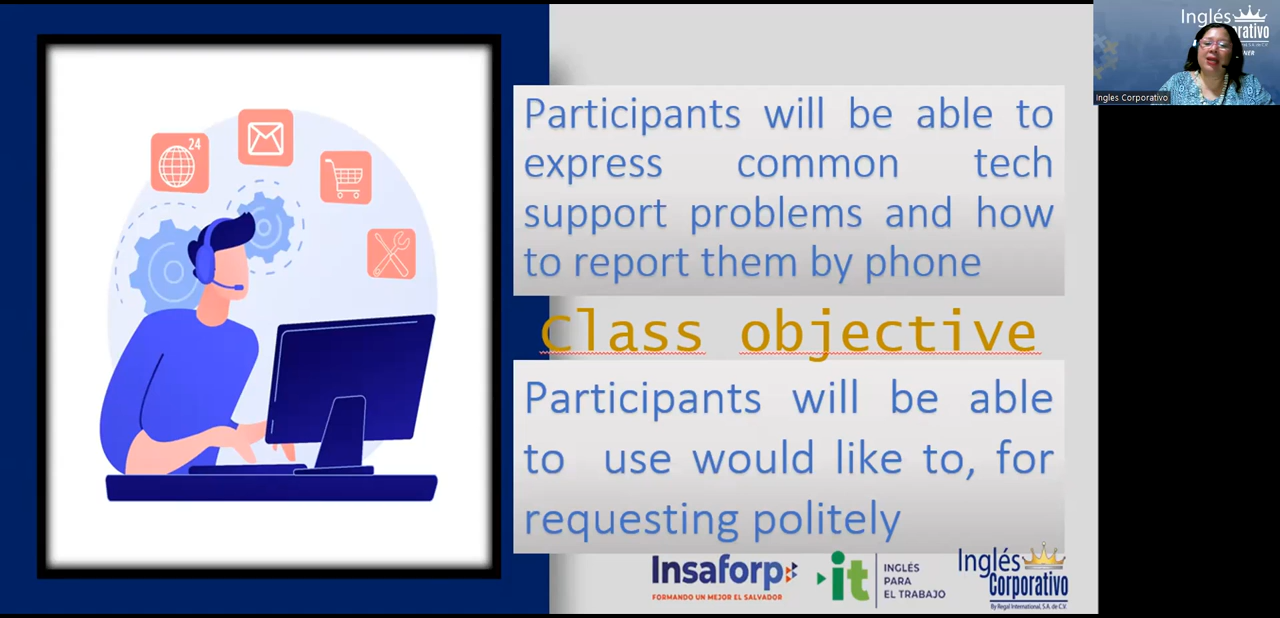 24
Participants will be able to
express common tech
support problems and how
to report them by phone
Class objective
Participants will be able
to use would like to, for
requesting politely
Insaforp
FORMANDO UN MEJOR EL SALVADOR
it
INGLÉS
PARA
EL TRABAJO
Inglés
Corporativo
By Regal International, S.A. de C.V.
Inglés
Ingles Corporativo